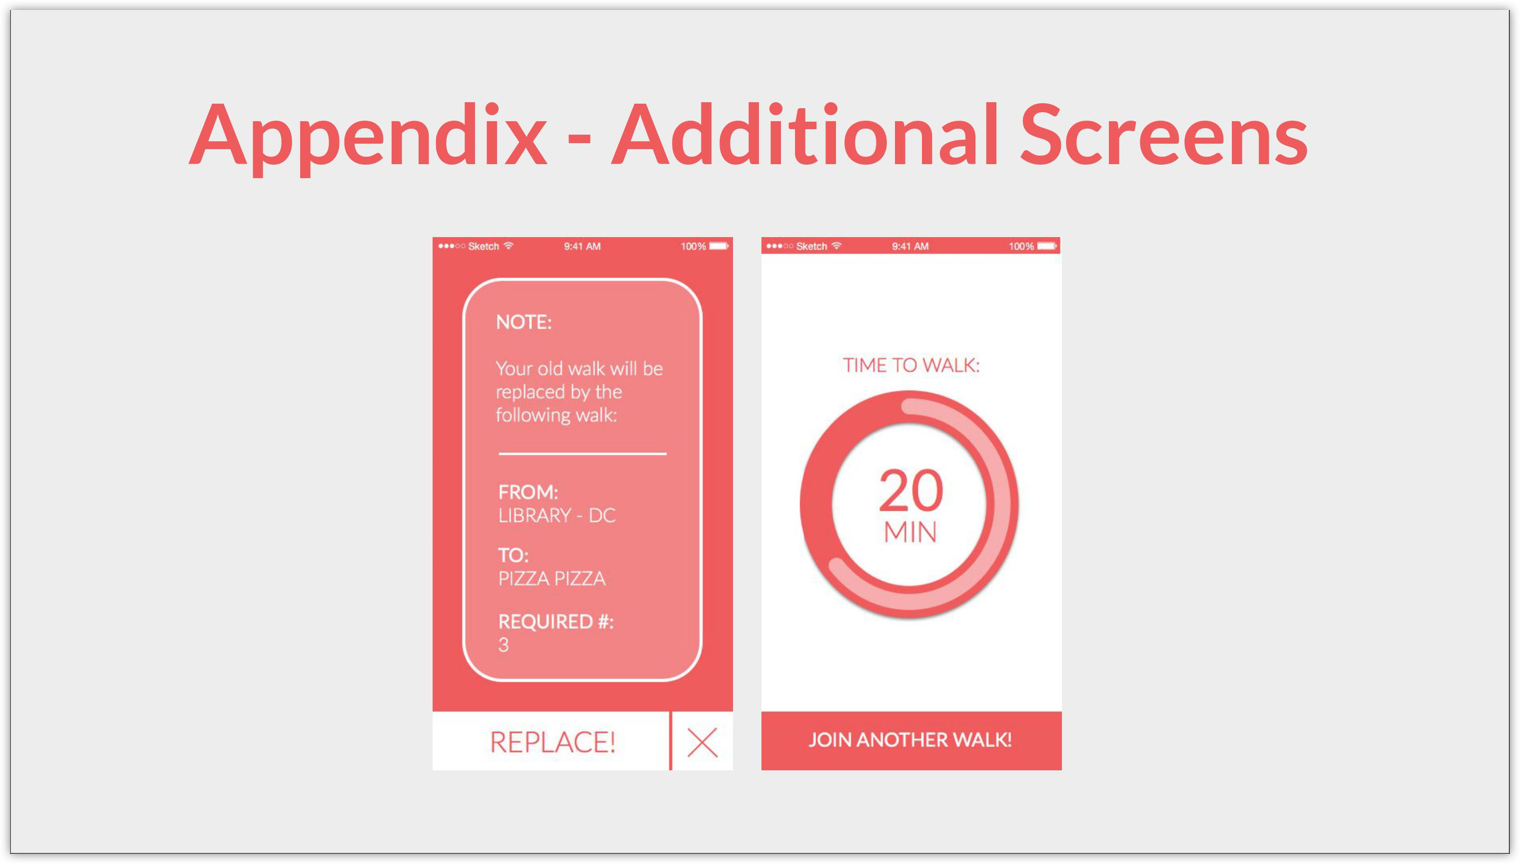 Appendix - Additional Screens
Sketch 9:41 AM 100%
NOTE:
Your old walk will be
replaced by the
following walk:
FROM:
LIBRARY - DC
TO:
PIZZA PIZZA
REQUIRED #:
3
REPLACE!
Sketch 9:41 AM 100%
TIME TO WALK:
20
MIN
JOIN ANOTHER WALK!